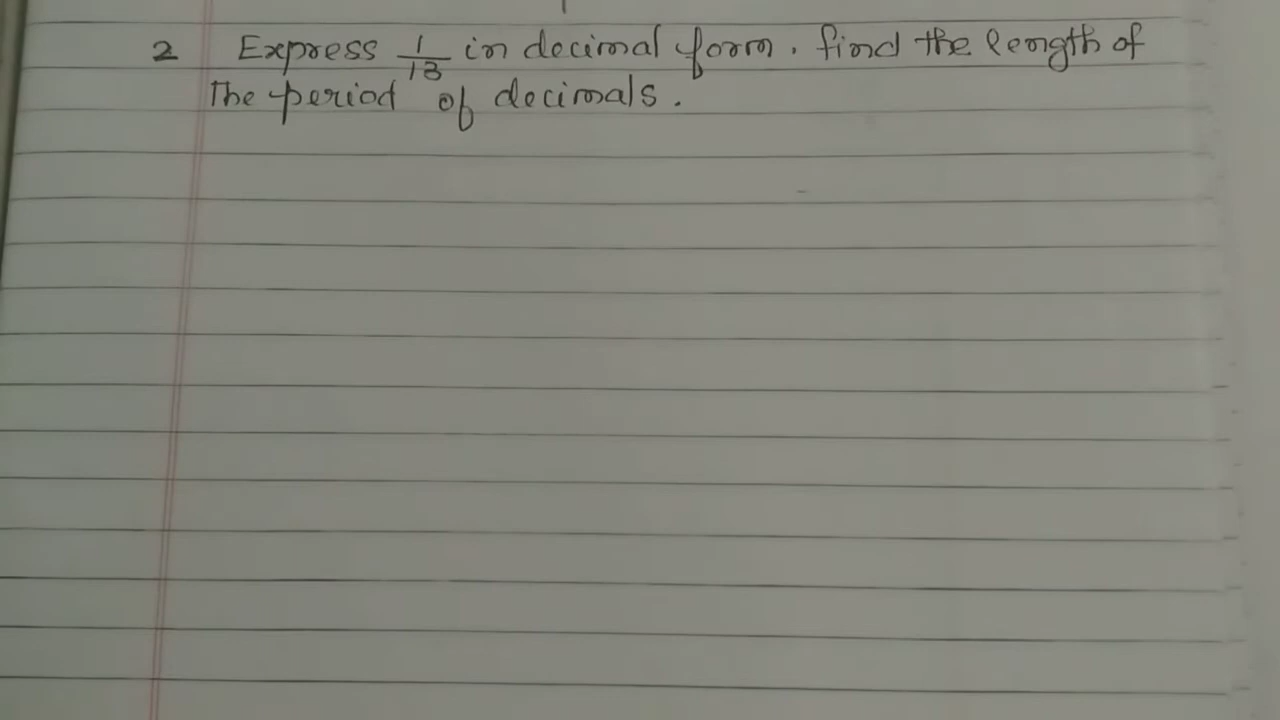 2 Express 1/13 in decimal form. find the length of
The period of decimals.